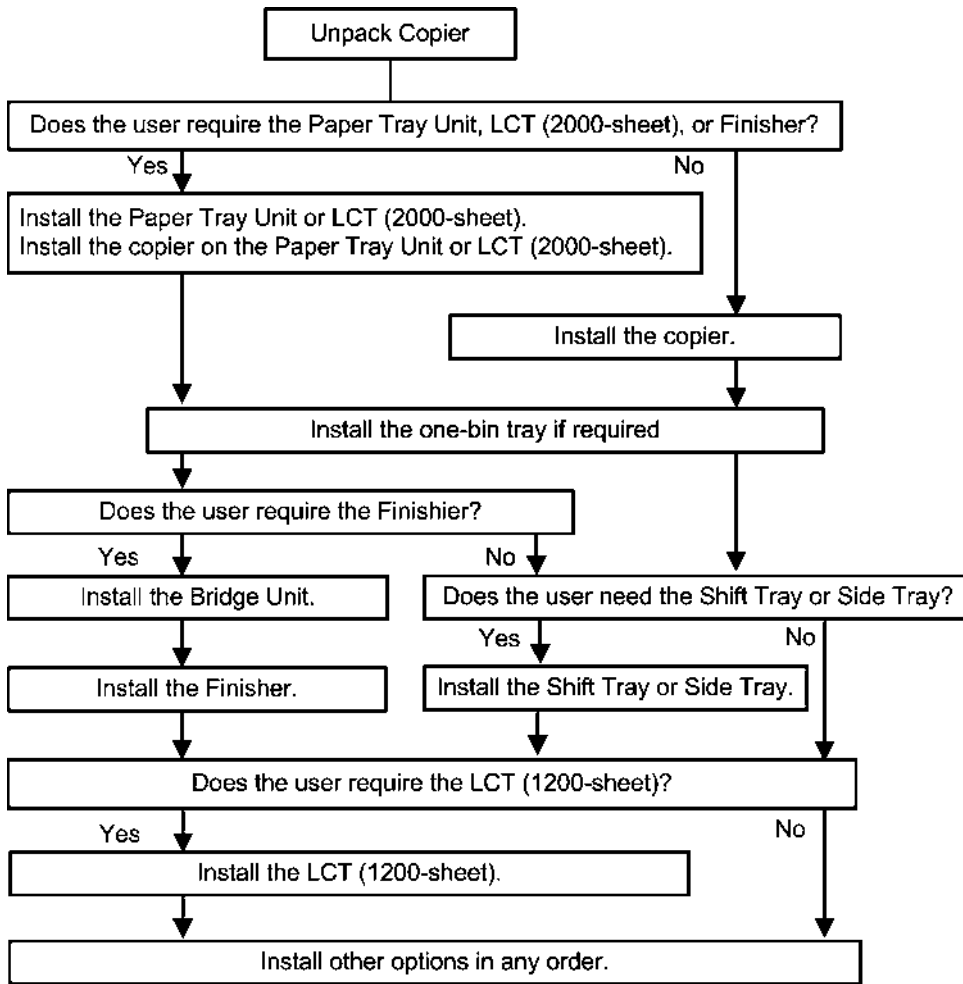 Unpack Copier
Does the user require the Paper Tray Unit, LCT (2000-sheet), or Finisher?
Yes
No
Install the Paper Tray Unit or LCT (2000-sheet).
Install the copier on the Paper Tray Unit or LCT (2000-sheet).
Install the copier.
Install the one-bin tray if required
Does the user require the Finishier?
Yes
No
Install the Bridge Unit.
Does the user need the Shift Tray or Side Tray?
Yes
No
Install the Finisher.
Install the Shift Tray or Side Tray.
Does the user require the LCT (1200-sheet)?
Yes
No
Install the LCT (1200-sheet).
Install other options in any order.